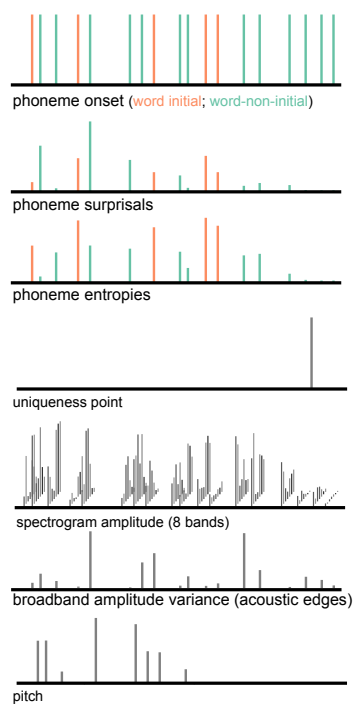 phoneme onset (word initial; word-non-initial)
phoneme surprisals
phoneme entropies
uniqueness point
spectrogram amplitude (8 bands)
broadband amplitude variance (acoustic edges)
pitch